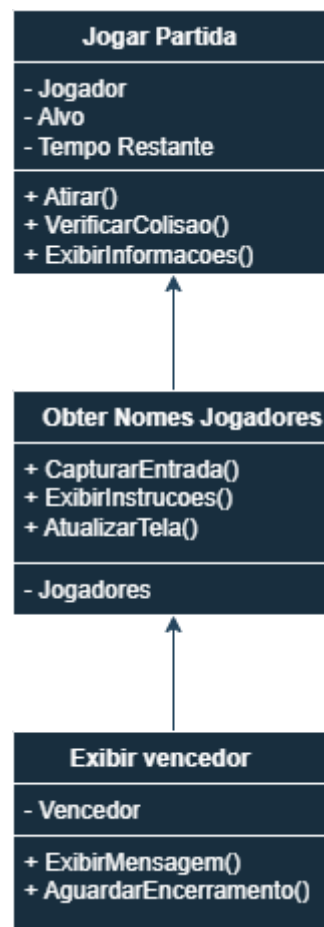 Jogar Partida
- Jogador
- Alvo
- Tempo Restante
+ Atirar()
+ VerificarColisao()
+ ExibirInformacoes()
Obter Nomes Jogadores
+ CapturarEntrada()
+ ExibirInstrucoes()
+ AtualizarTela()
- Jogadores
Exibir vencedor
- Vencedor
+ ExibirMensagem()
+ AguardarEncerramento()